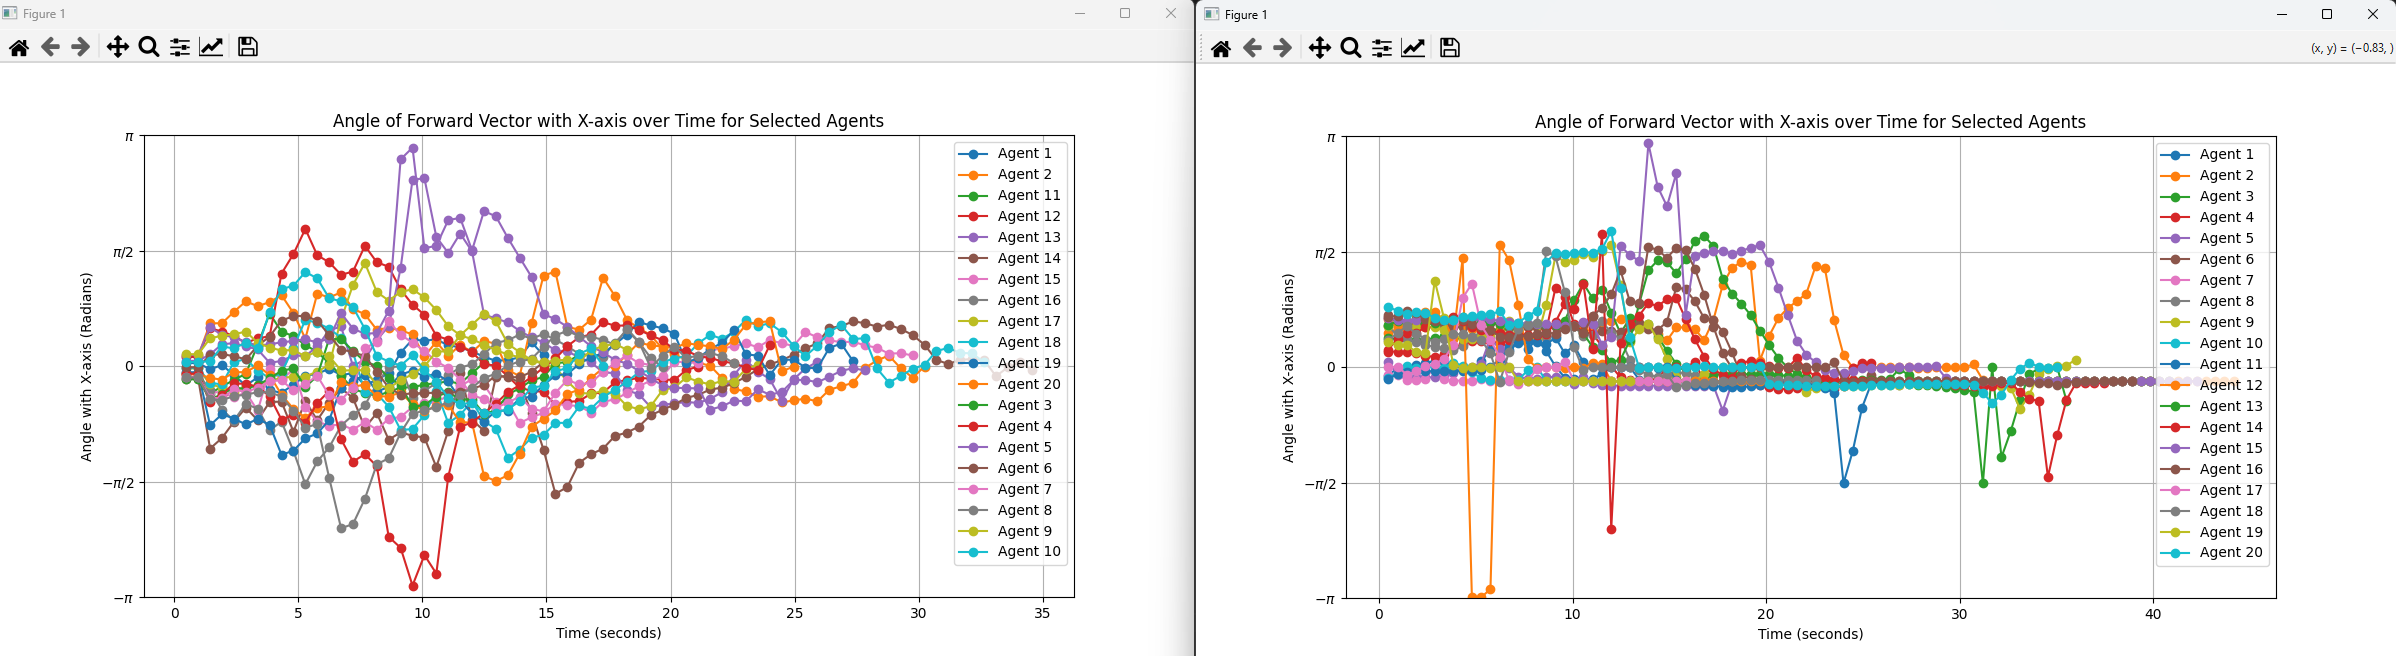 Figure 1
Angle of Forward Vector with X-axis over Time for Selected Agents
Angle with X-axis (Radians)
π
π/2
0
−π/2
−π
0 5 10 15 20 25 30 35
Time (seconds)
Agent 1
Agent 2
Agent 11
Agent 12
Agent 13
Agent 14
Agent 15
Agent 16
Agent 17
Agent 18
Agent 19
Agent 20
Agent 3
Agent 4
Agent 5
Agent 6
Agent 7
Agent 8
Agent 9
Agent 10
Figure 1
(x, y) = (−0.83, )
Angle of Forward Vector with X-axis over Time for Selected Agents
Angle with X-axis (Radians)
π
π/2
0
−π/2
−π
0 10 20 30 40
Time (seconds)
Agent 1
Agent 2
Agent 3
Agent 4
Agent 5
Agent 6
Agent 7
Agent 8
Agent 9
Agent 10
Agent 11
Agent 12
Agent 13
Agent 14
Agent 15
Agent 16
Agent 17
Agent 18
Agent 19
Agent 20